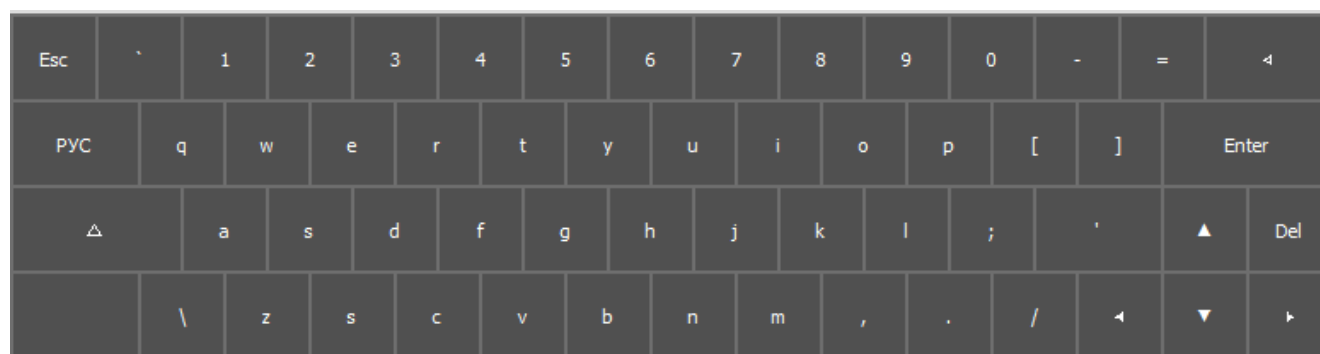 Esc ` 1 2 3 4 5 6 7 8 9 0 - =
РУС q w e r t y u i o p [ ] Enter
a s d f g h j k l ; ' Del
\ z s c v b n m , . /